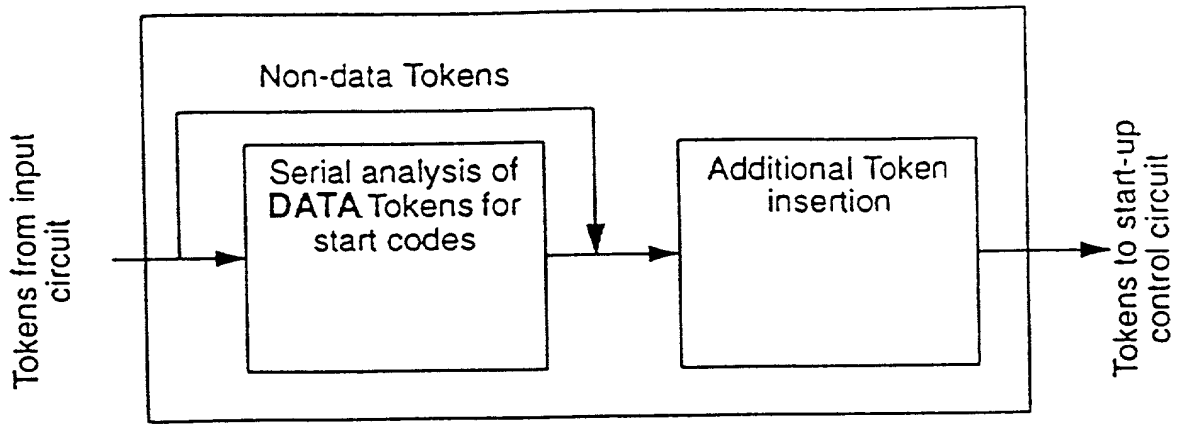 Non-data Tokens
Tokens from input
circuit
Serial analysis of
DATA Tokens for
start codes
Additional Token
insertion
Tokens to start-up
control circuit